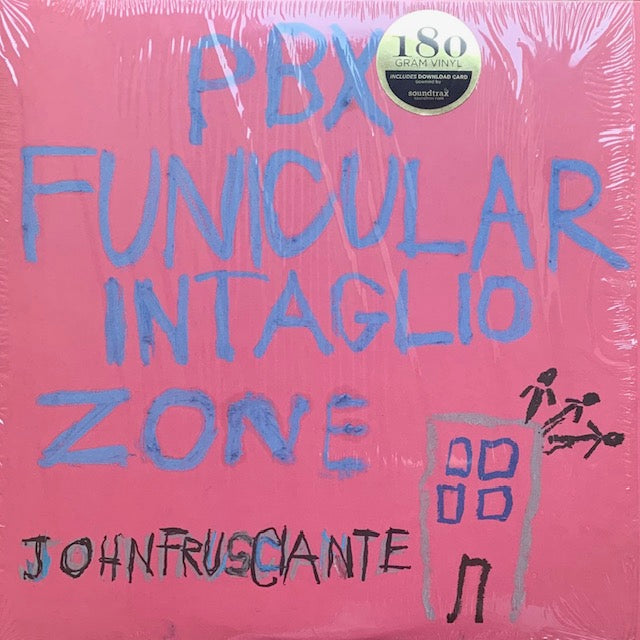 PBX
FUNICULAR
INTAGLIO
ZONE
JOHNFRUSCIANTE
180
GRAM VINYL
INCLUDES DOWNLOAD CARD
soundtrax